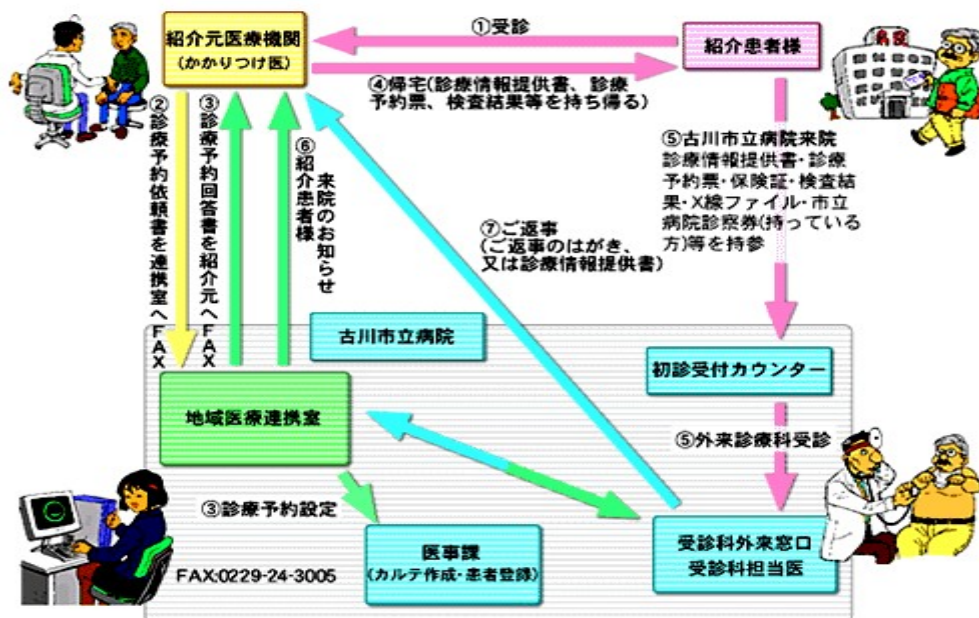 ①受診
紹介元医療機関
(かかりつけ医)
紹介患者様
病院
④帰宅(診療情報提供書、診療
予約票、検査結果等を持ち得る)
②診療予約依頼書を連携室へFAX
③診療予約回答書を紹介元へFAX
⑥紹介患者様
来院のお知らせ
⑤古川市立病院来院
診療情報提供書・診療
予約票・保険証・検査結
果・X線ファイル・市立
病院診察券(持っている
方)等を持参
⑦ご返事
(ご返事のはがき、
又は診療情報提供書)
古川市立病院
初診受付カウンター
地域医療連携室
⑤外来診療科受診
③診療予約設定
医事課
(カルテ作成・患者登録)
受診科外来窓口
受診科担当医
FAX:0229-24-3005